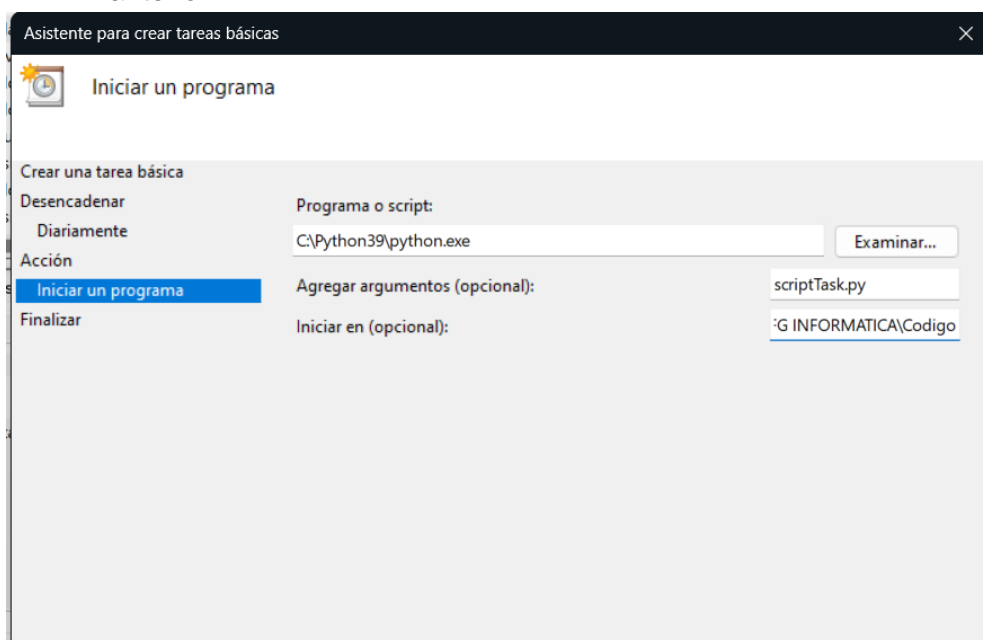 Asistente para crear tareas básicas
Iniciar un programa
Crear una tarea básica
Desencadenar
Diariamente
Acción
Iniciar un programa
Finalizar
Programa o script:
C:\Python39\python.exe
Examinar...
Agregar argumentos (opcional):
scriptTask.py
Iniciar en (opcional):
G INFORMATICA\Codigo